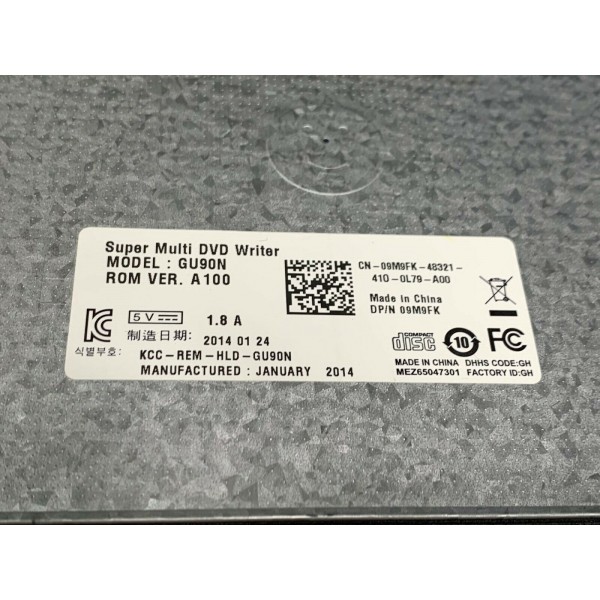 Super Multi DVD Writer
MODEL : GU90N
ROM VER. A100
5 V 1.8 A
制造日期: 2014 01 24
식별부호: KCC-REM-HLD-GU90N
MANUFACTURED : JANUARY 2014
CN-09M9FK-48321-
410-0L79-A00
Made in China
DP/N 09M9FK
COMPACT
disc
10
FC
MADE IN CHINA DHHS CODE:GH
MEZ65047301 FACTORY ID:GH